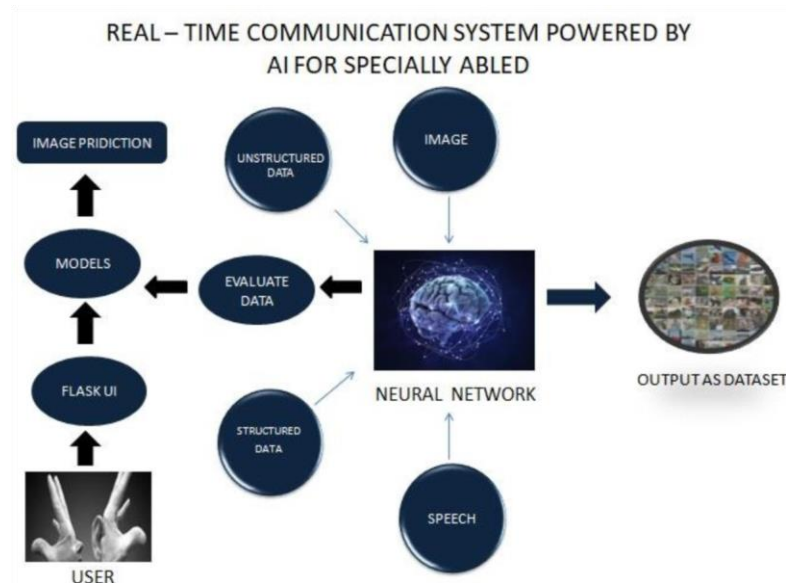 REAL – TIME COMMUNICATION SYSTEM POWERED BY
AI FOR SPECIALLY ABLED
IMAGE PRIDICTION
UNSTRUCTURED
DATA
IMAGE
MODELS
EVALUATE
DATA
FLASK UI
NEURAL NETWORK
OUTPUT AS DATASET
STRUCTURED
DATA
SPEECH
USER